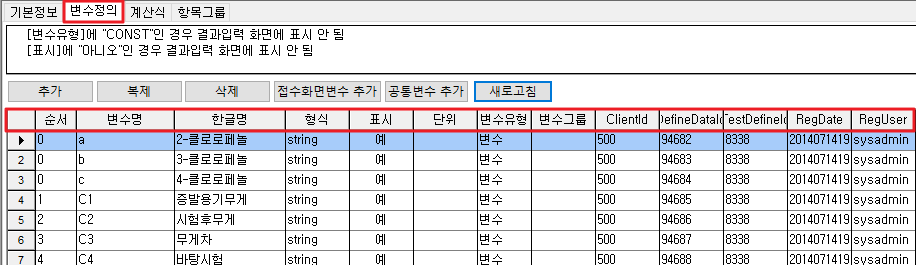 기본정보 변수정의 계산식 항목그룹
[변수유형]에 "CONST"인 경우 결과입력 화면에 표시 안 됨
[표시]에 "아니오"인 경우 결과입력 화면에 표시 안 됨
추가 복제 삭제 접수화면변수 추가 공통변수 추가 새로고침
순서 변수명 한글명 형식 표시 단위 변수유형 변수그룹 ClientId DefineDataId TestDefineId RegDate RegUser
0 a 2-클로로페놀 string 예 변수 500 94682 8338 2014071419 sysadmin
2 0 b 3-클로로페놀 string 예 변수 500 94683 8338 2014071419 sysadmin
3 0 c 4-클로로페놀 string 예 변수 500 94684 8338 2014071419 sysadmin
4 1 C1 증발용기무게 string 예 변수 500 94685 8338 2014071419 sysadmin
5 2 C2 시험후무게 string 예 변수 500 94686 8338 2014071419 sysadmin
6 3 C3 무게차 string 예 변수 500 94687 8338 2014071419 sysadmin
7 4 C4 바탕시험 string 예 변수 500 94688 8338 2014071419 sysadmin